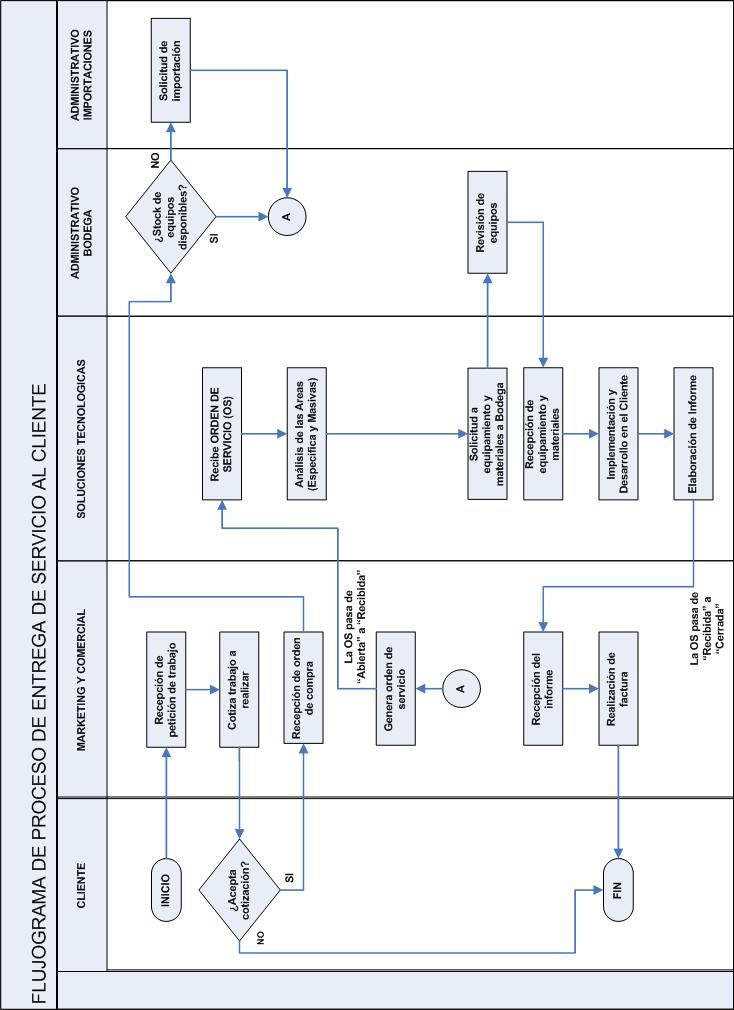 FLUJOGRAMA DE PROCESO DE ENTREGA DE SERVICIO AL CLIENTE
CLIENTE
MARKETING Y COMERCIAL
SOLUCIONES TECNOLOGICAS
ADMINISTRATIVO
BODEGA
ADMINISTRATIVO
IMPORTACIONES
INICIO
Recepción de
petición de trabajo
Cotiza trabajo a
realizar
¿Acepta
cotización?
NO
SI
Recepción de orden
de compra
¿Stock de
equipos
disponibles?
NO
SI
Solicitud de
importación
A
A
Genera orden de
servicio
La OS pasa de
“Abierta” a “Recibida”
Recibe ORDEN DE
SERVICIO (OS)
Análisis de las Areas
(Especifica y Masivas)
Solicitud a
equipamiento y
materiales a Bodega
Revisión de
equipos
Recepción de
equipamiento y
materiales
Implementación y
Desarrollo en el Cliente
Elaboración de Informe
La OS pasa de
“Recibida” a
“Cerrada”
Recepción del
informe
Realización de
factura
FIN